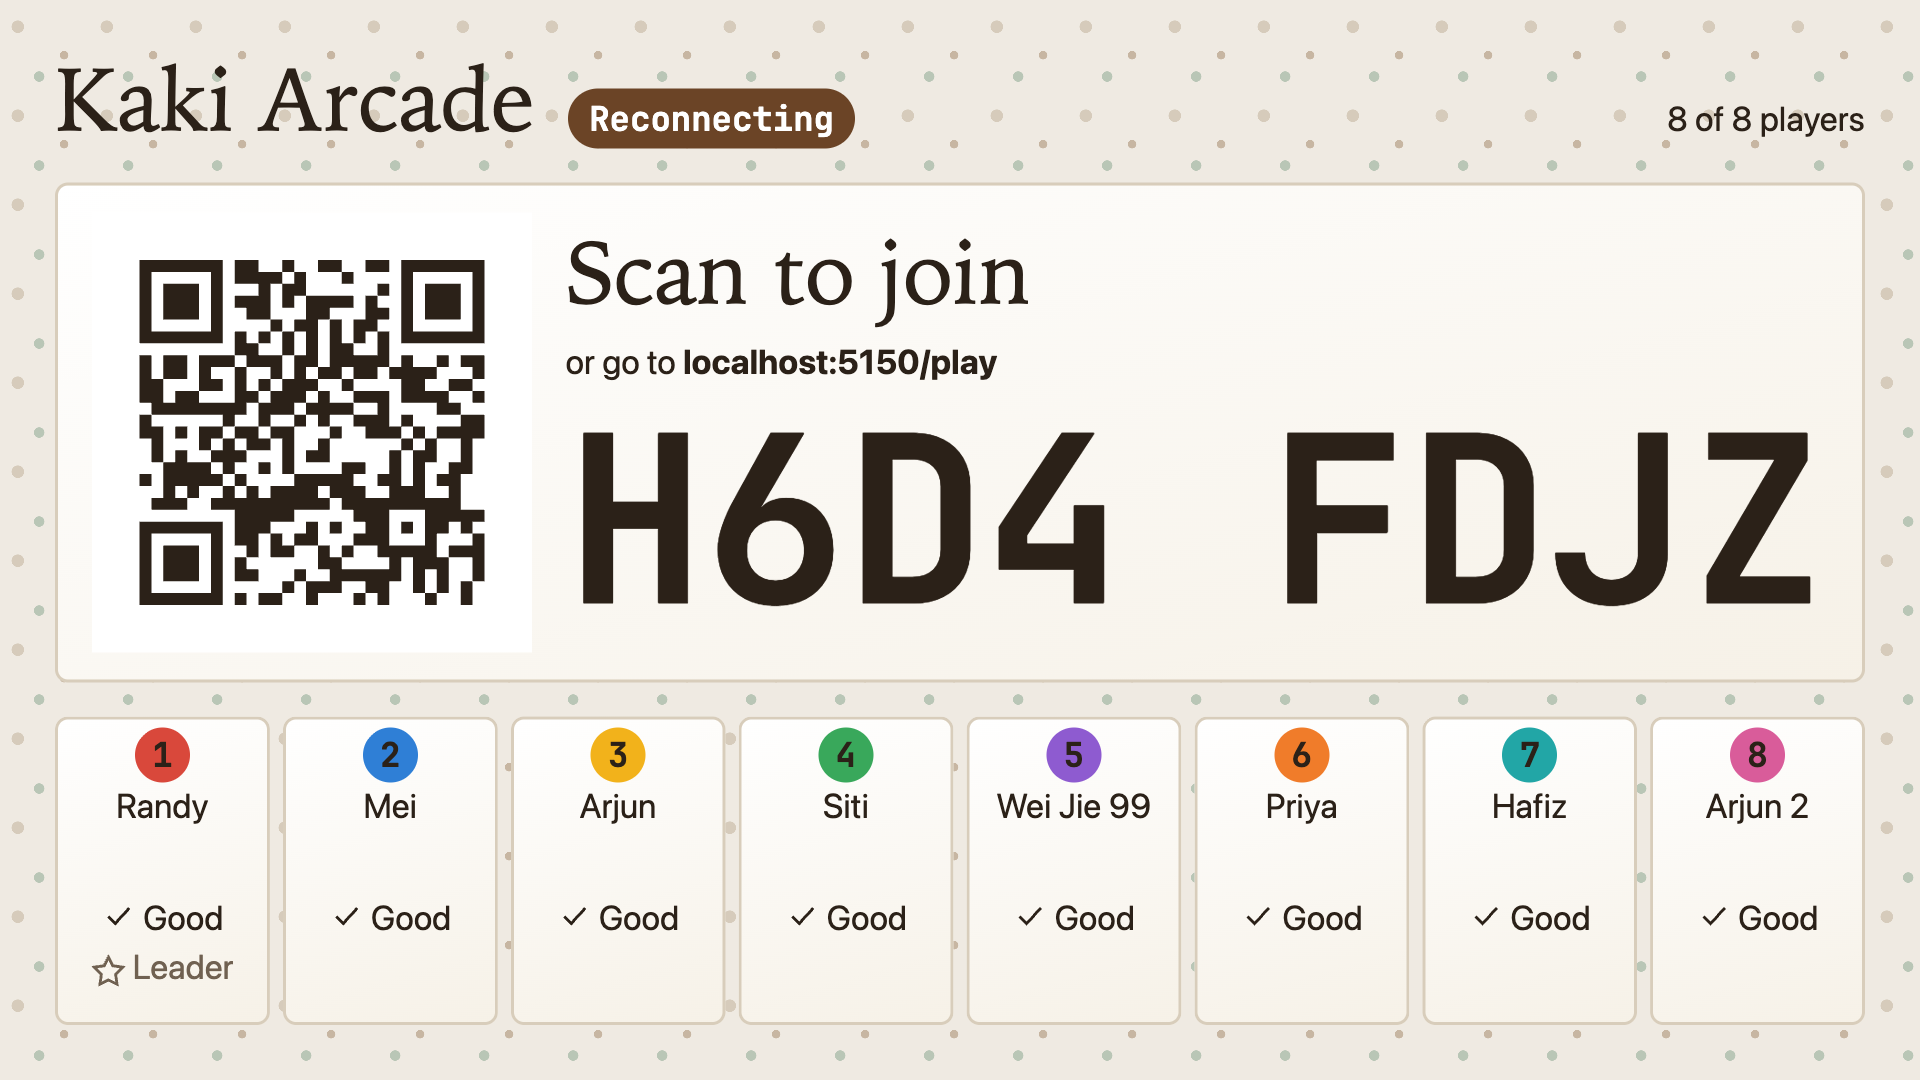 Kaki Arcade
Reconnecting
8 of 8 players
Scan to join
or go to localhost:5150/play
H6D4 FDJZ
1
Randy
Good
Leader
2
Mei
Good
3
Arjun
Good
4
Siti
Good
5
Wei Jie 99
Good
6
Priya
Good
7
Hafiz
Good
8
Arjun 2
Good